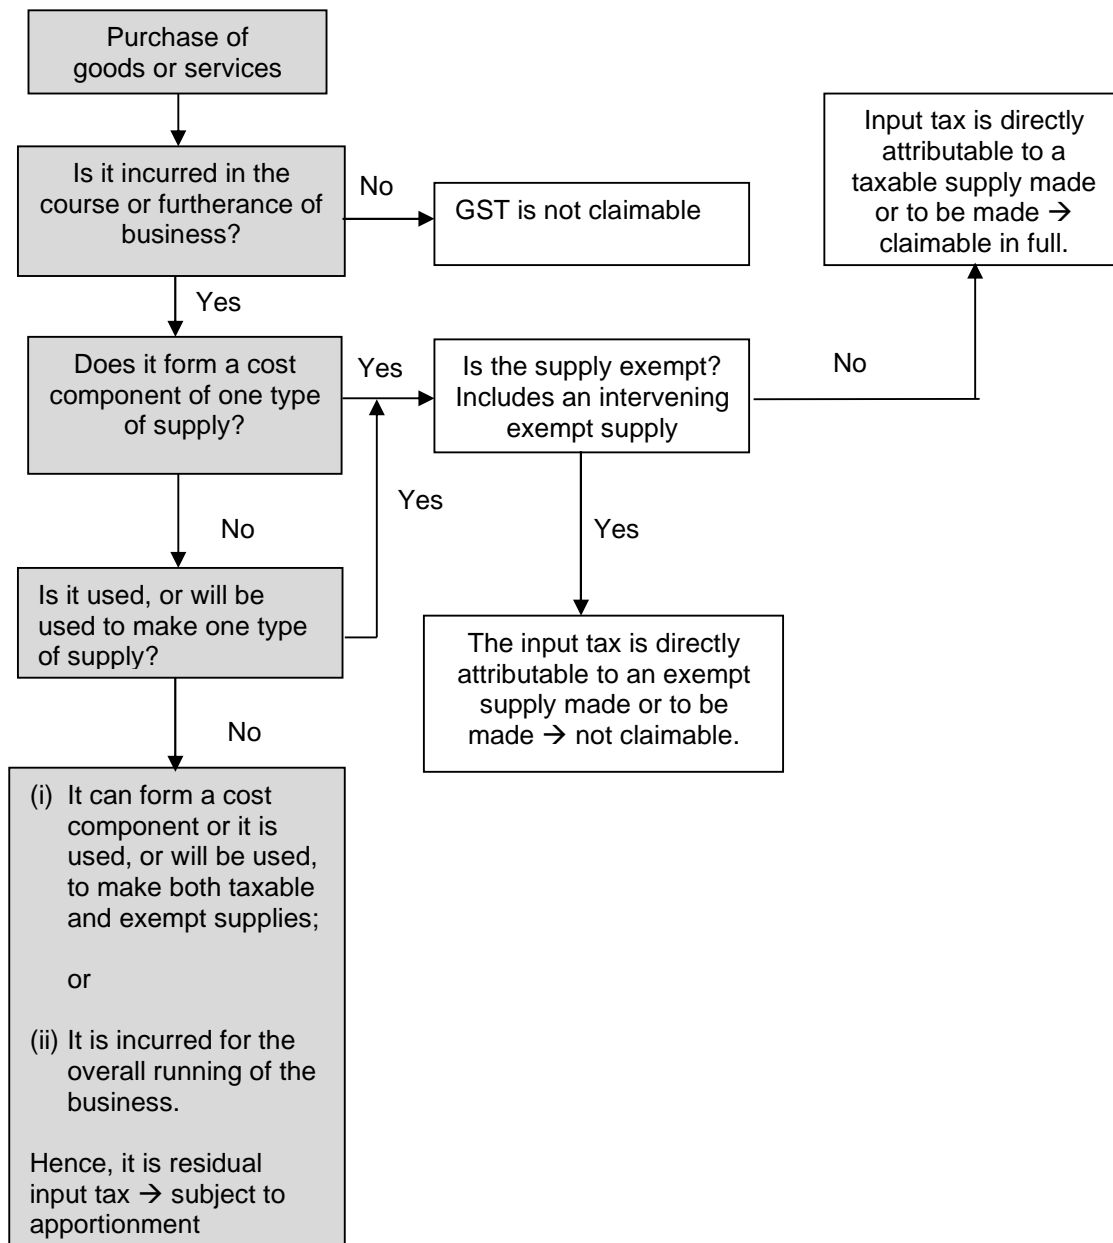 Purchase of
goods or services
Is it incurred in the
course or furtherance of
business?
No
GST is not claimable
Input tax is directly
attributable to a
taxable supply made
or to be made →
claimable in full.
Yes
Does it form a cost
component of one type
of supply?
Yes
Is the supply exempt?
Includes an intervening
exempt supply
No
No
Yes
Yes
Is it used, or will be
used to make one type
of supply?
The input tax is directly
attributable to an exempt
supply made or to be
made → not claimable.
No
(i) It can form a cost
component or it is
used, or will be used,
to make both taxable
and exempt supplies;
or
(ii) It is incurred for the
overall running of the
business.
Hence, it is residual
input tax → subject to
apportionment